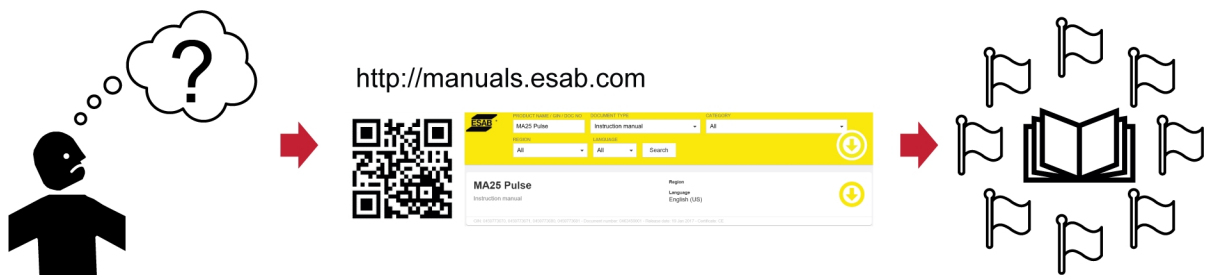 ?
http://manuals.esab.com
ESAB
PRODUCT NAME / GIN / DOC NO
DOCUMENT TYPE
CATEGORY
MA25 Pulse
Instruction manual
All
REGION
LANGUAGE
All
All
Search
MA25 Pulse
Instruction manual
Region
Language
English (US)